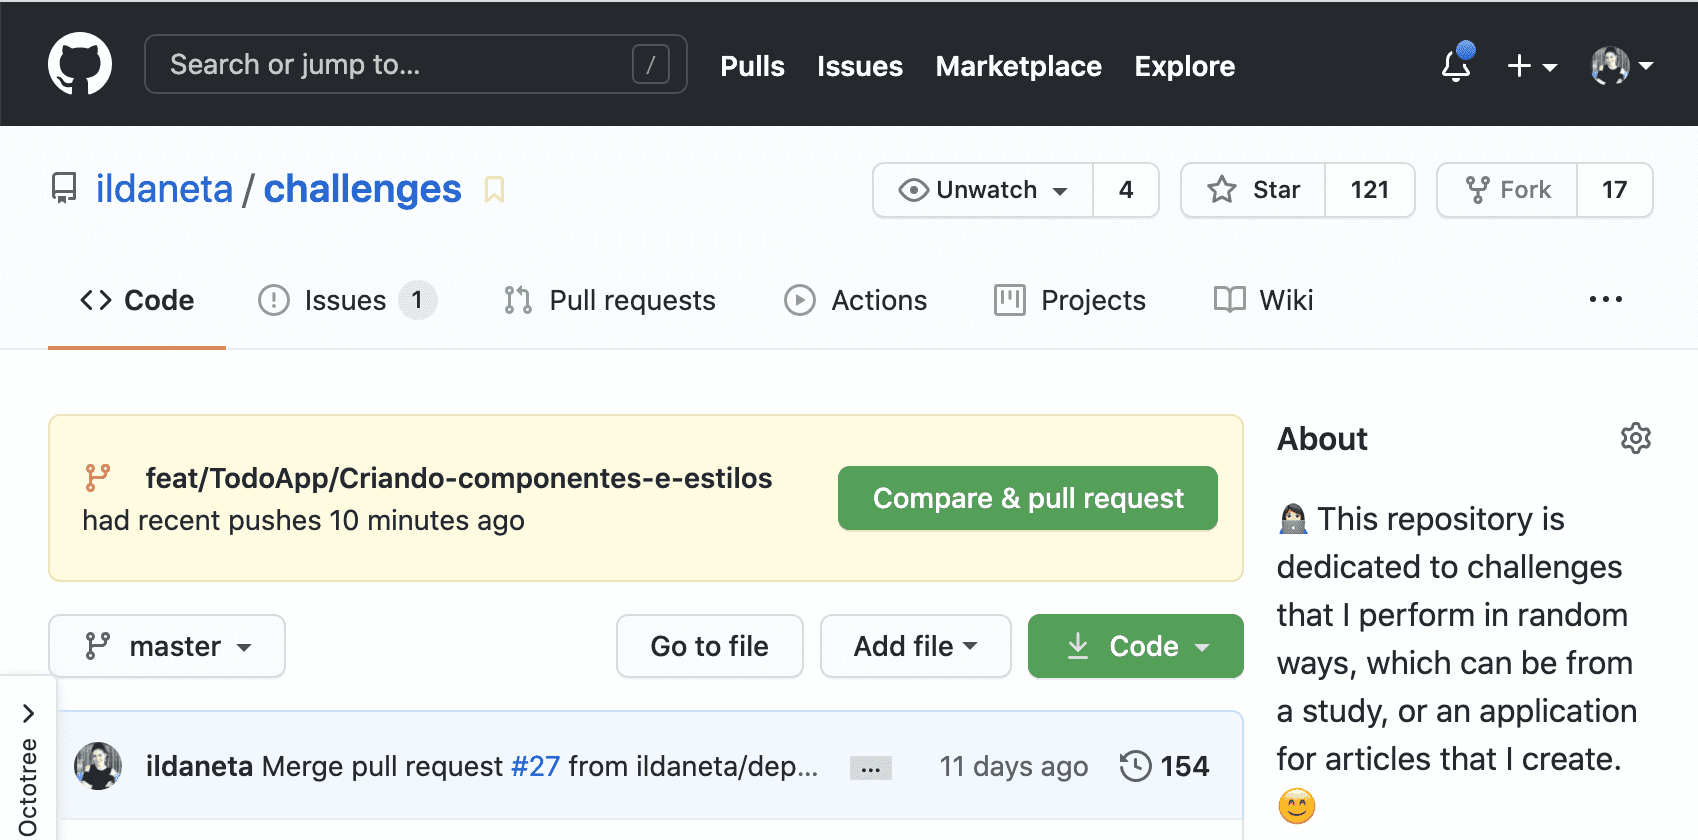 Search or jump to... /
Pulls Issues Marketplace Explore
ildaneta / challenges
Unwatch 4 Star 121 Fork 17
Code Issues 1 Pull requests Actions Projects Wiki ...
feat/TodoApp/Criando-componentes-e-estilos
had recent pushes 10 minutes ago
Compare & pull request
master Go to file Add file Code
ildaneta Merge pull request #27 from ildaneta/dep... ... 11 days ago 154
Octotree
About
This repository is
dedicated to challenges
that I perform in random
ways, which can be from
a study, or an application
for articles that I create.
😊